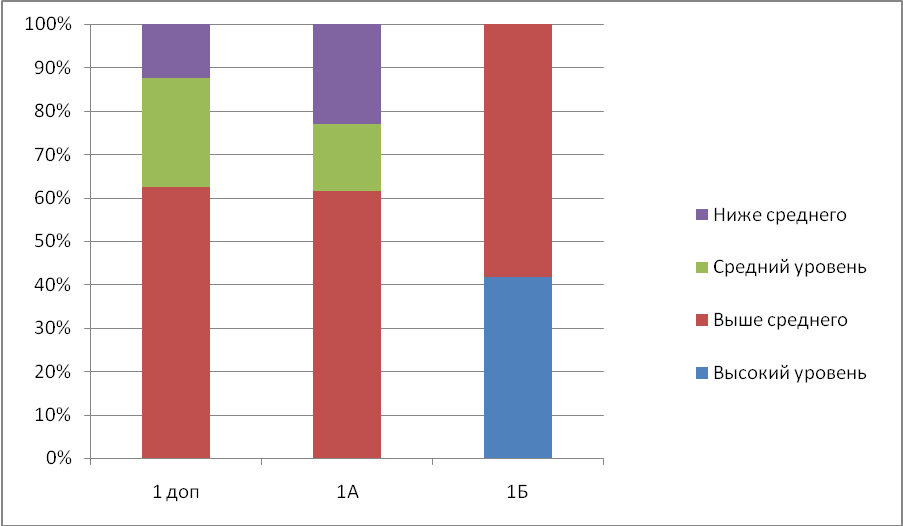 100%
90%
80%
70%
60%
50%
40%
30%
20%
10%
0%
1 доп
1А
1Б
Ниже среднего
Средний уровень
Выше среднего
Высокий уровень